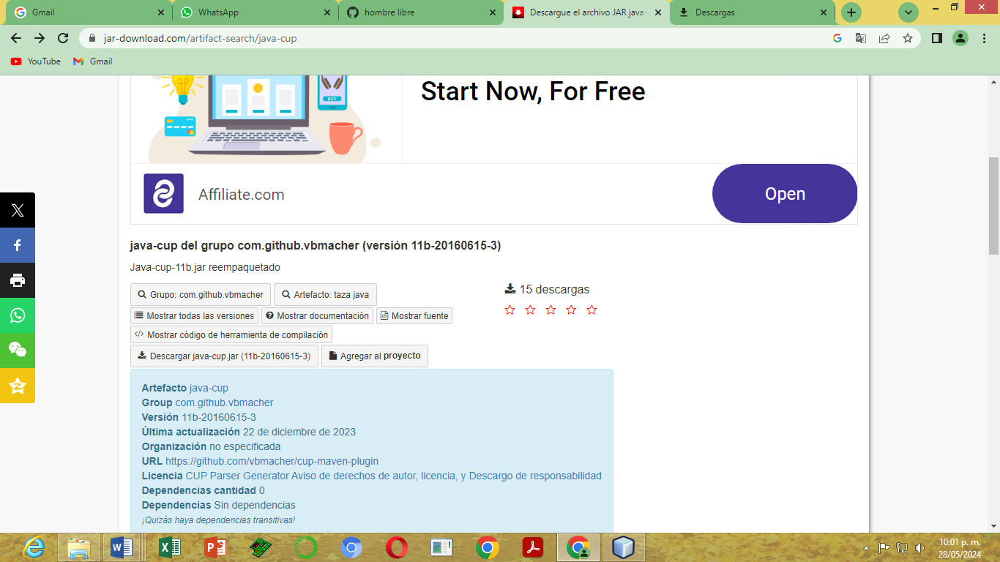 Gmail
WhatsApp
hombre libre
Descargue el archivo JAR java-
Descargas
jar-download.com/artifact-search/java-cup
YouTube
Gmail
BUY
Start Now, For Free
Affiliate.com
Open
java-cup del grupo com.github.vbmacher (versión 11b-20160615-3)
Java-cup-11b.jar reempaquetado
Grupo: com.github.vbmacher
Artefacto: taza java
15 descargas
Mostrar todas las versiones
Mostrar documentación
Mostrar fuente
Mostrar código de herramienta de compilación
Descargar java-cup.jar (11b-20160615-3)
Agregar al proyecto
Artefacto java-cup
Group com.github.vbmacher
Versión 11b-20160615-3
Última actualización 22 de diciembre de 2023
Organización no especificada
URL https://github.com/vbmacher/cup-maven-plugin
Licencia CUP Parser Generator Aviso de derechos de autor, licencia, y Descargo de responsabilidad
Dependencias cantidad 0
Dependencias Sin dependencias
¡Quizás haya dependencias transitivas!
10:01 p. m.
28/05/2024